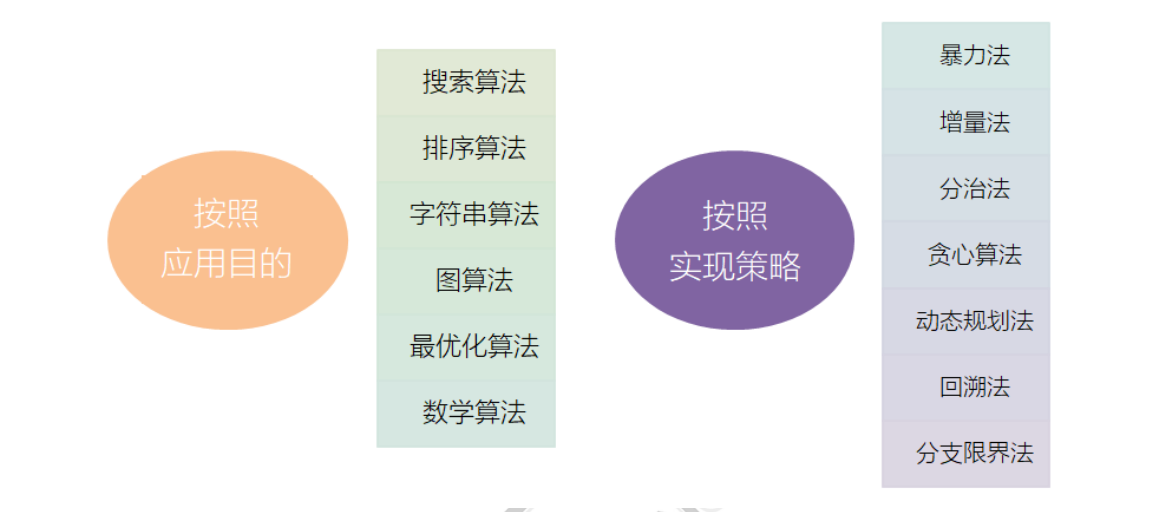 按照
应用目的
搜索算法
排序算法
字符串算法
图算法
最优化算法
数学算法
按照
实现策略
暴力法
增量法
分治法
贪心算法
动态规划法
回溯法
分支限界法